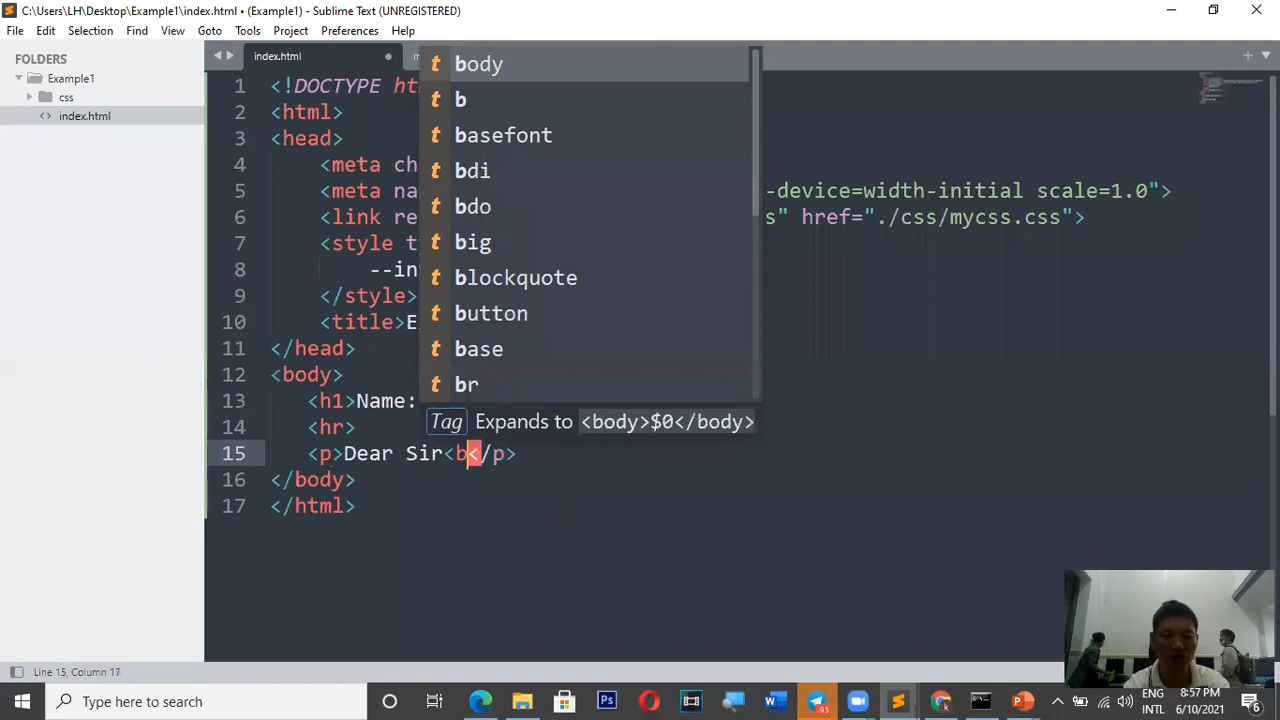 C:\Users\LH\Desktop\Example1\index.html • (Example1) - Sublime Text (UNREGISTERED)
File Edit Selection Find View Goto Tools Project Preferences Help
FOLDERS
Example1
css
index.html
index.html
1 <!DOCTYPE
2 <html>
3 <head>
4 <meta ch
5 <meta na -device=width-initial scale=1.0">
6 <link re s" href="./css/mycss.css">
7 <style t
8 --in
9 </style>
10 <title>E
11 </head>
12 <body>
13 <h1>Name:
14 <hr>
15 <p>Dear Sir<b</p>
16 </body>
17 </html>
t body
t b
t basefont
t bdi
t bdo
t big
t blockquote
t button
t base
t br
Tag Expands to <body>$0</body>
Line 15, Column 17
Type here to search
Ps
W
P
ENG
INTL
8:57 PM
6/10/2021
6